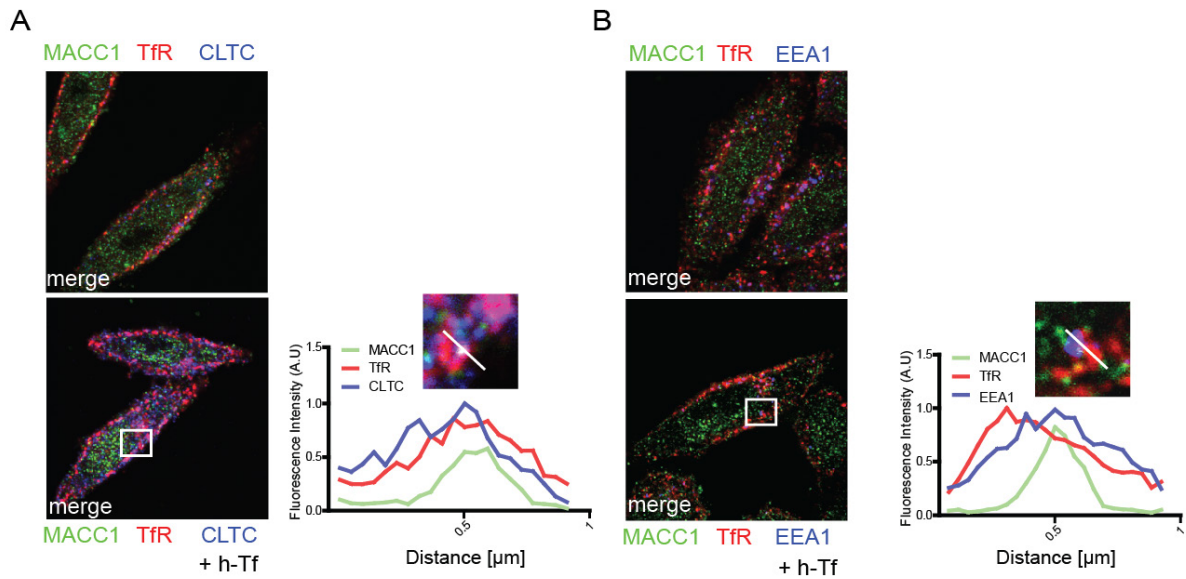 A
MACC1 TfR CLTC
merge
merge
MACC1 TfR CLTC
+ h-Tf
Fluorescence Intensity (A.U)
1.5
1.0
0.5
0.0
MACC1
TfR
CLTC
0.5
1
Distance [µm]
B
MACC1 TfR EEA1
merge
merge
MACC1 TfR EEA1
+ h-Tf
Fluorescence Intensity (A.U
1.5
1.0
0.5
0.0
MACC1
TfR
EEA1
0.5
1
Distance [µm]